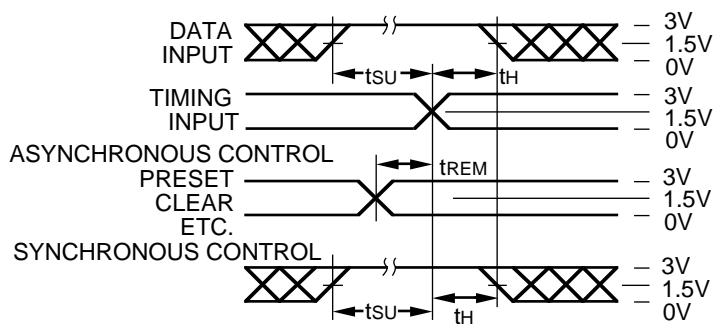 DATA INPUT
3V
1.5V
0V
tSU
tH
TIMING INPUT
3V
1.5V
0V
ASYNCHRONOUS CONTROL
tREM
PRESET
CLEAR
ETC.
3V
1.5V
0V
SYNCHRONOUS CONTROL
3V
1.5V
0V
tSU
tH